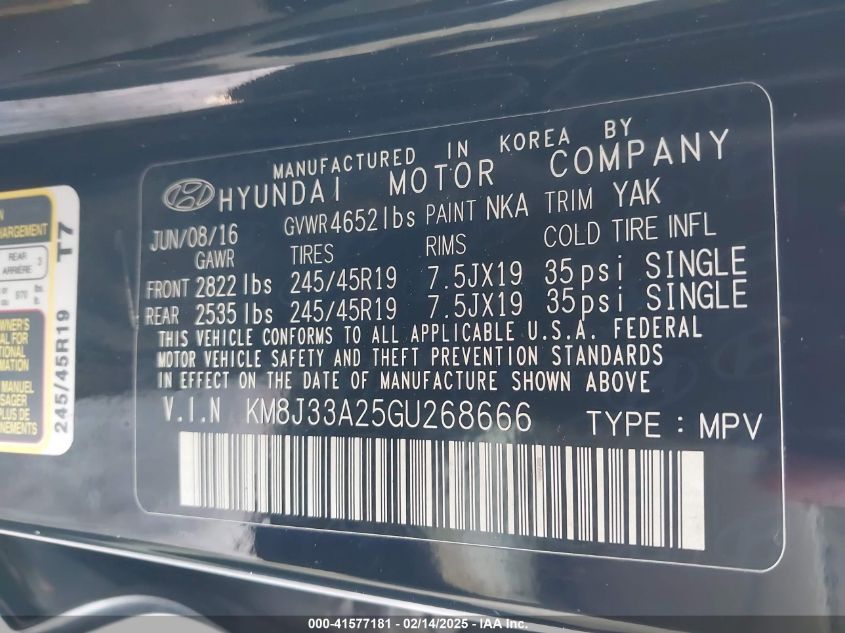 MANUFACTURED IN KOREA BY
HYUNDAI MOTOR COMPANY
JUN/08/16 GVWR 4652 lbs PAINT NKA TRIM YAK
GAWR TIRES RIMS COLD TIRE INFL
FRONT 2822 lbs 245/45R19 7.5JX19 35 psi SINGLE
REAR 2535 lbs 245/45R19 7.5JX19 35 psi SINGLE
THIS VEHICLE CONFORMS TO ALL APPLICABLE U.S.A. FEDERAL
MOTOR VEHICLE SAFETY AND THEFT PREVENTION STANDARDS
IN EFFECT ON THE DATE OF MANUFACTURE SHOWN ABOVE
V.I.N KM8J33A25GU268666 TYPE : MPV
REAR
ARRIÈRE 3
T7
245/45R19
MANUEL
000-41577181 - 02/14/2025 - IAA Inc.